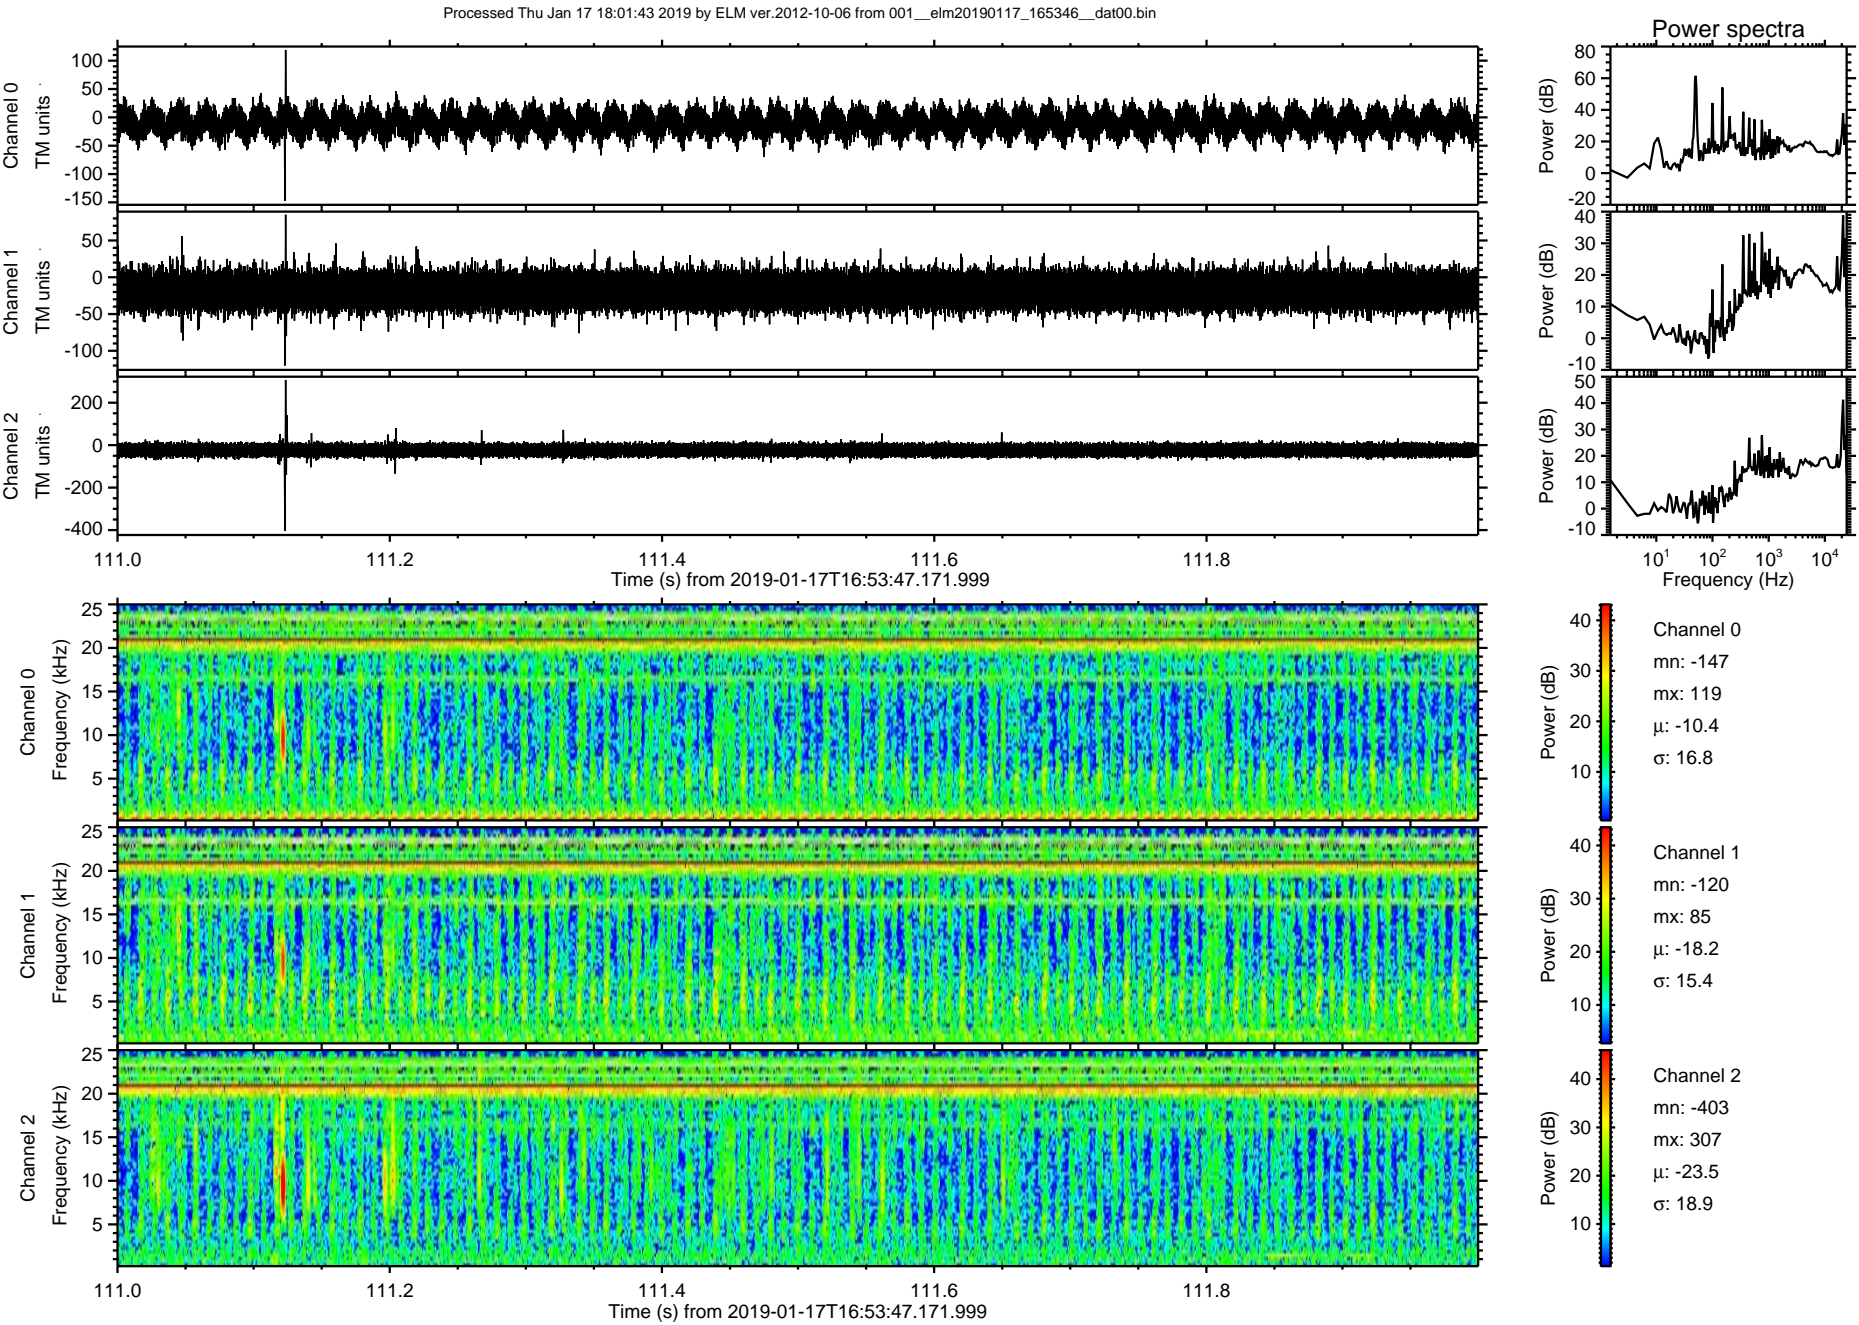 Processed Thu Jan 17 18:01:43 2019 by ELM ver.2012-10-06 from 001__elm20190117_165346__dat00.bin
Power spectra
Channel 0
TM units
100
50
0
-50
-100
-150
Power (dB)
80
60
40
20
0
-20
Channel 1
TM units
50
0
-50
-100
Power (dB)
40
30
20
10
0
-10
Channel 2
TM units
200
0
-200
-400
Power (dB)
50
40
30
20
10
0
-10
111.0 111.2 111.4 111.6 111.8
Time (s) from 2019-01-17T16:53:47.171.999
10¹ 10² 10³ 10⁴
Frequency (Hz)
Channel 0
Frequency (kHz)
25
20
15
10
5
Power (dB)
40
30
20
10
Channel 0
mn: -147
mx: 119
μ: -10.4
σ: 16.8
Channel 1
Frequency (kHz)
25
20
15
10
5
Power (dB)
40
30
20
10
Channel 1
mn: -120
mx: 85
μ: -18.2
σ: 15.4
Channel 2
Frequency (kHz)
25
20
15
10
5
Power (dB)
40
30
20
10
Channel 2
mn: -403
mx: 307
μ: -23.5
σ: 18.9
111.0 111.2 111.4 111.6 111.8
Time (s) from 2019-01-17T16:53:47.171.999